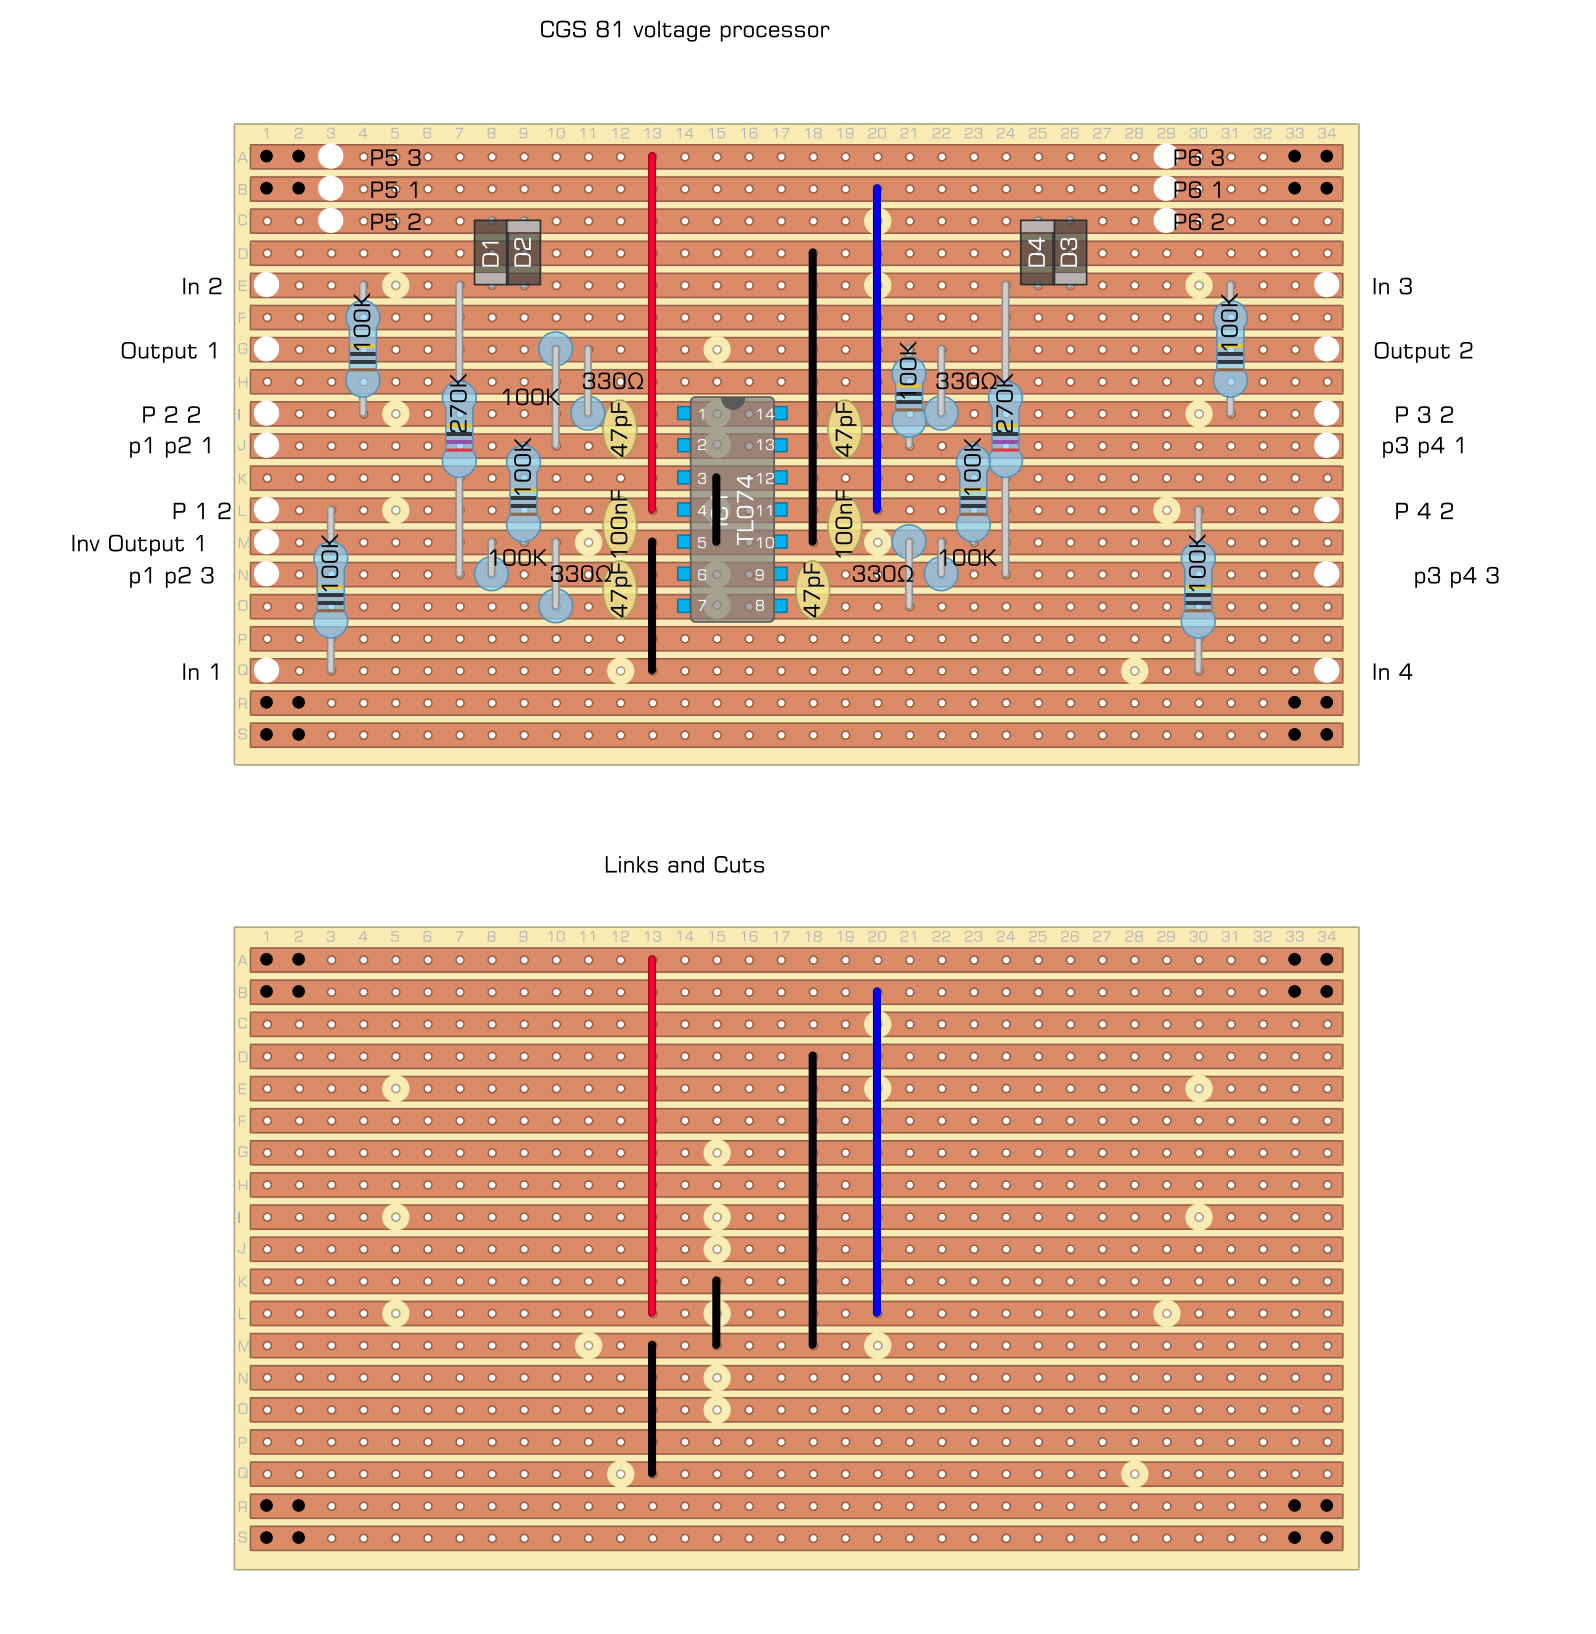 CGS 81 voltage processor
1 2 3 4 5 6 7 8 9 10 11 12 13 14 15 16 17 18 19 20 21 22 23 24 25 26 27 28 29 30 31 32 33 34
A P5 3 P6 3
B P5 1 P6 1
C P5 2 P6 2
D D1 D2 D4 D3
In 2 E In 3
100K 100K
F
Output 1 G Output 2
100K
H 330Ω 330Ω
270K 100K 270K
P 2 2 I 47pF 1 14 47pF P 3 2
p1 p2 1 J 2 13 p3 p4 1
100K 100K
K 3 12
P 1 2 L 100nF 4 11 100nF P 4 2
IC1
TL074
Inv Output 1 M 5 10
100K 100K 100K 100K
p1 p2 3 N 330Ω 47pF 6 9 47pF 330Ω p3 p4 3
O 7 8
P
In 1 Q In 4
R
S
Links and Cuts
1 2 3 4 5 6 7 8 9 10 11 12 13 14 15 16 17 18 19 20 21 22 23 24 25 26 27 28 29 30 31 32 33 34
A
B
C
D
E
F
G
H
I
J
K
L
M
N
O
P
Q
R
S